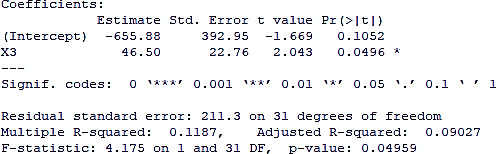 Coefficients:
Estimate Std. Error t value Pr(>|t|)
(Intercept) -655.88 392.95 -1.669 0.1052
X3 46.50 22.76 2.043 0.0496 *
---
Signif. codes: 0 ‘***’ 0.001 ‘**’ 0.01 ‘*’ 0.05 ‘.’ 0.1 ‘ ’ 1
Residual standard error: 211.3 on 31 degrees of freedom
Multiple R-squared: 0.1187, Adjusted R-squared: 0.09027
F-statistic: 4.175 on 1 and 31 DF, p-value: 0.04959